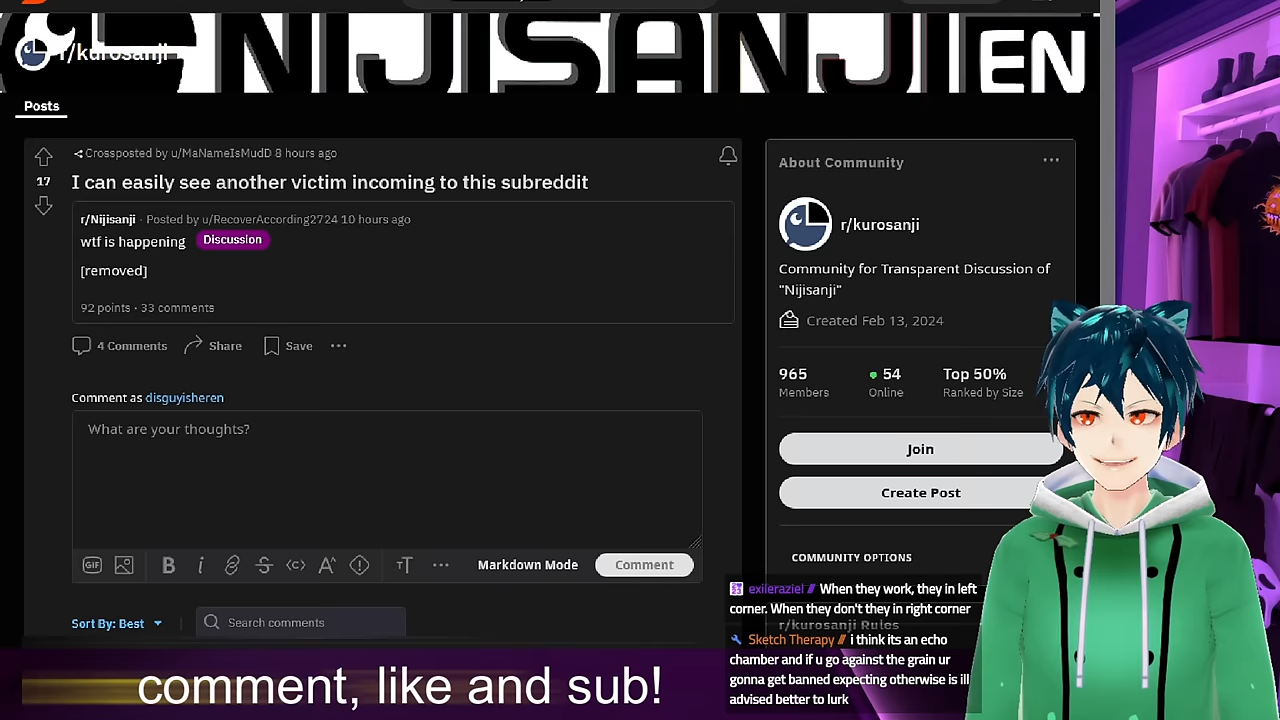 NIJISANJI EN
r/kurosanji
Posts
Crossposted by u/MaNameIsMudD 8 hours ago
17
I can easily see another victim incoming to this subreddit
r/Nijisanji · Posted by u/RecoverAccording2724 10 hours ago
wtf is happening Discussion
[removed]
92 points · 33 comments
4 Comments Share Save ...
Comment as disguyisheren
What are your thoughts?
GIF B i Markdown Mode Comment
Sort By: Best Search comments
About Community ...
r/kurosanji
Community for Transparent Discussion of
"Nijisanji"
Created Feb 13, 2024
965 54 Top 50%
Members Online Ranked by Size
Join
Create Post
COMMUNITY OPTIONS
r/kurosanji Rules
exileraziel // When they work, they in left
corner. When they don't they in right corner
Sketch Therapy // i think its an echo
chamber and if u go against the grain ur
gonna get banned expecting otherwise is ill
advised better to lurk
comment, like and sub!